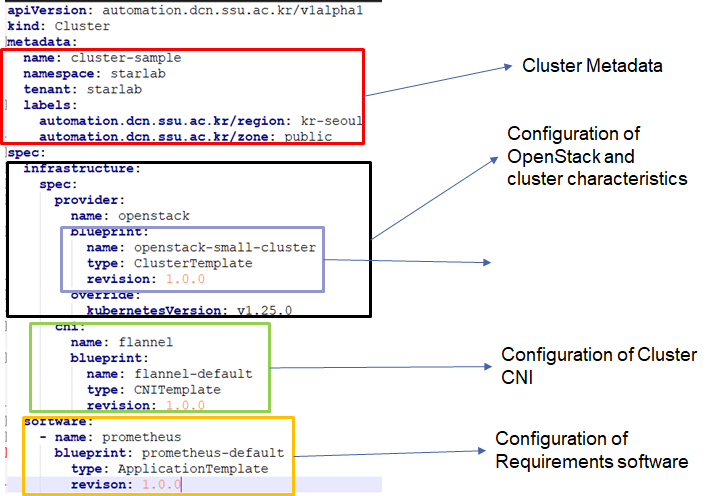 apiVersion: automation.dcn.ssu.ac.kr/v1alpha1
kind: Cluster
metadata:
name: cluster-sample
namespace: starlab
tenant: starlab
labels:
automation.dcn.ssu.ac.kr/region: kr-seoul
automation.dcn.ssu.ac.kr/zone: public
spec:
infrastructure:
spec:
provider:
name: openstack
blueprint:
name: openstack-small-cluster
type: ClusterTemplate
revision: 1.0.0
override:
kubernetesVersion: v1.25.0
cni:
name: flannel
blueprint:
name: flannel-default
type: CNITemplate
revision: 1.0.0
software:
- name: prometheus
blueprint: prometheus-default
type: ApplicationTemplate
revison: 1.0.0
Cluster Metadata
Configuration of
OpenStack and
cluster characteristics
Configuration of Cluster
CNI
Configuration of
Requirements software